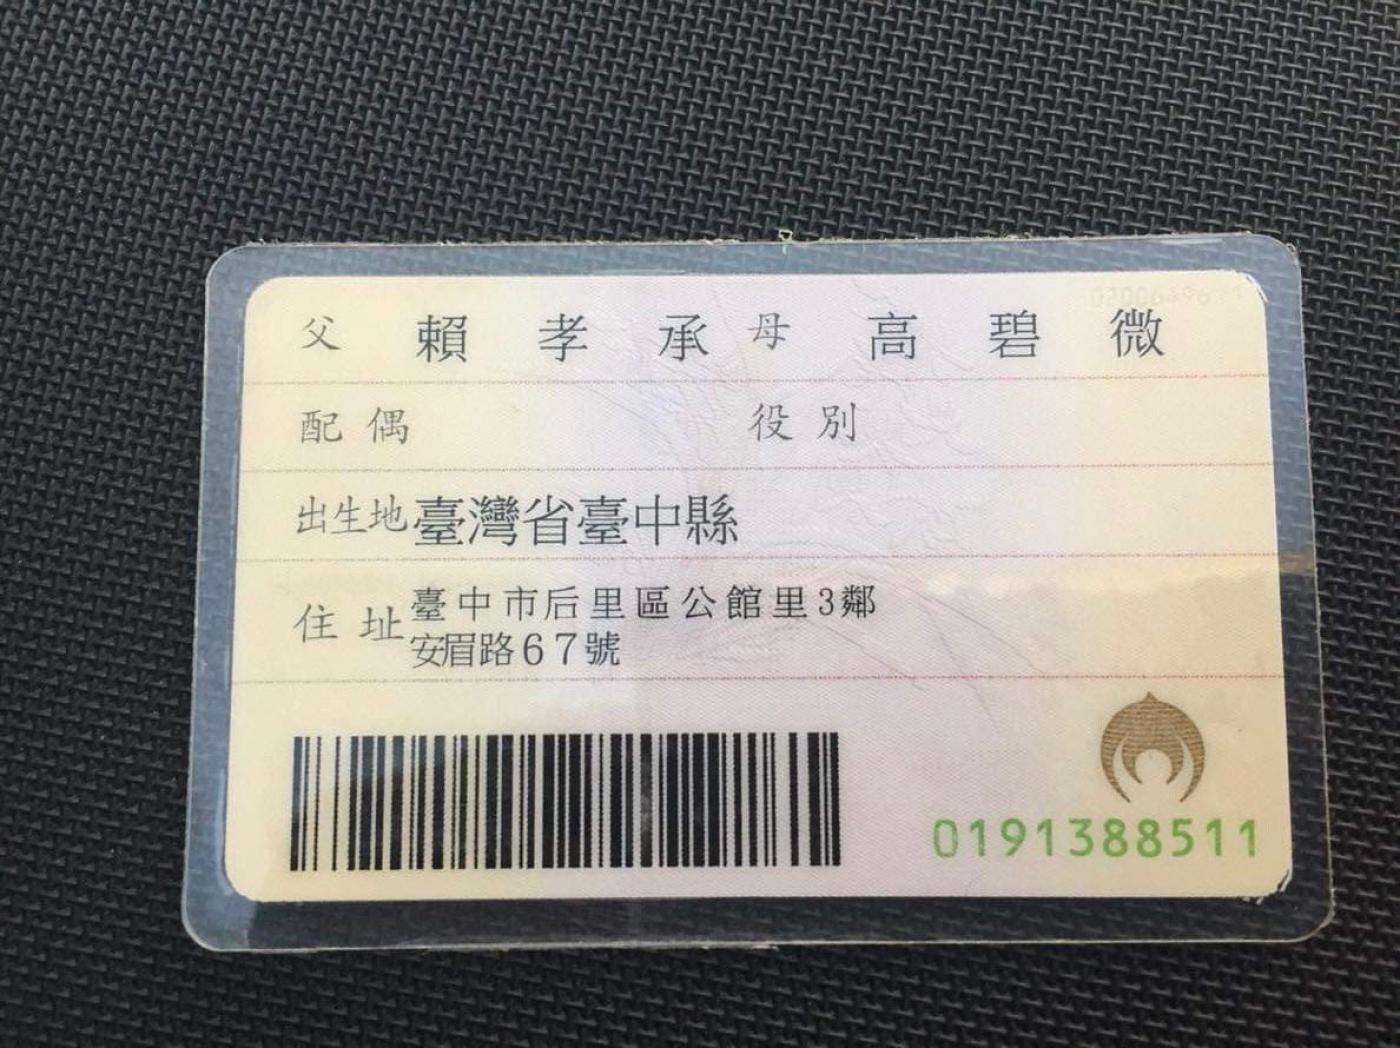 父 賴孝承 母 高碧微
配偶 役別
出生地 臺灣省臺中縣
住址 臺中市后里區公館里3鄰
安眉路67號
0191388511